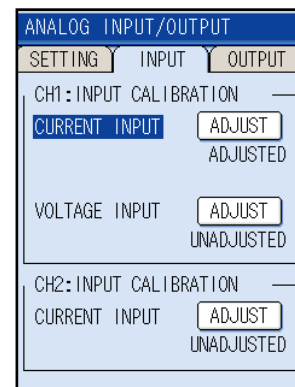 ANALOG INPUT/OUTPUT
SETTING INPUT OUTPUT
CH1:INPUT CALIBRATION
CURRENT INPUT ADJUST
ADJUSTED
VOLTAGE INPUT ADJUST
UNADJUSTED
CH2:INPUT CALIBRATION
CURRENT INPUT ADJUST
UNADJUSTED